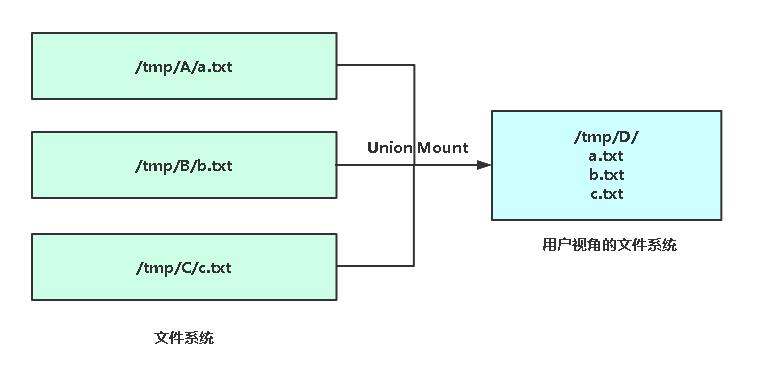 /tmp/A/a.txt
/tmp/B/b.txt
/tmp/C/c.txt
文件系统
Union Mount
/tmp/D/
a.txt
b.txt
c.txt
用户视角的文件系统